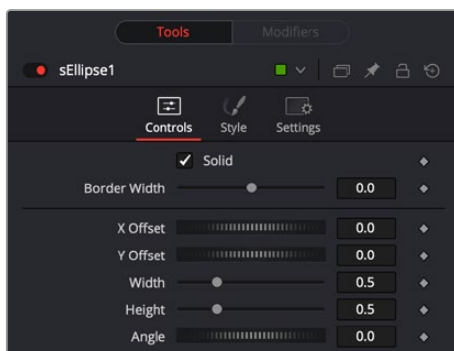 Tools Modifiers
sEllipse1
Controls Style Settings
Solid
Border Width 0.0
X Offset 0.0
Y Offset 0.0
Width 0.5
Height 0.5
Angle 0.0